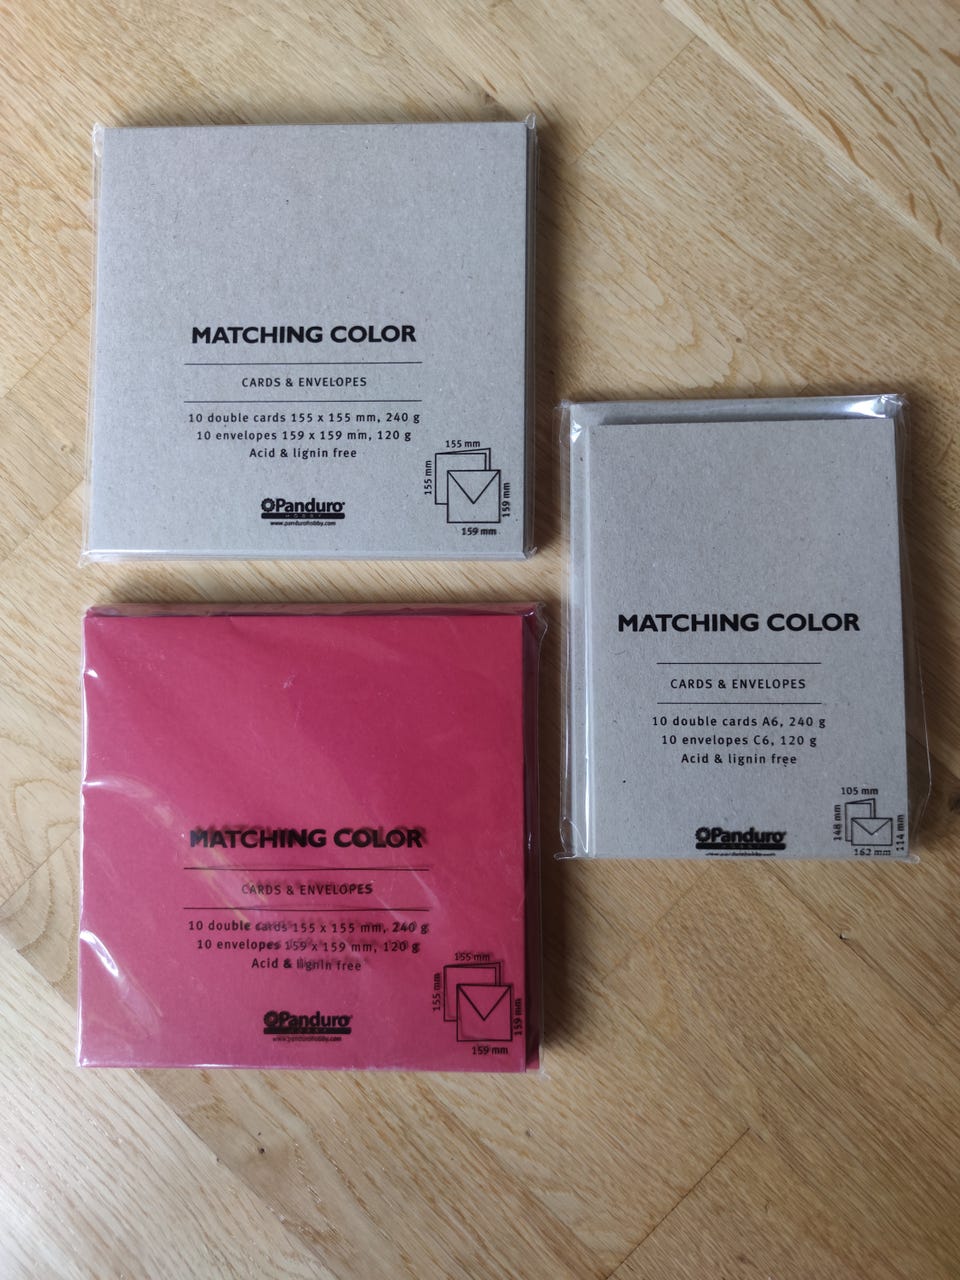 MATCHING COLOR
CARDS & ENVELOPES
10 double cards 155 x 155 mm, 240 g
10 envelopes 159 x 159 mm, 120 g
Acid & lignin free
155 mm
155 mm
159 mm
159 mm
Panduro
HOBBY
www.pandurohobby.com
MATCHING COLOR
CARDS & ENVELOPES
10 double cards A6, 240 g
10 envelopes C6, 120 g
Acid & lignin free
105 mm
148 mm
114 mm
162 mm
Panduro
www.pandurohobby.com
MATCHING COLOR
CARDS & ENVELOPES
10 double cards 155 x 155 mm, 240 g
10 envelopes 159 x 159 mm, 120 g
Acid & lignin free
155 mm
155 mm
159 mm
159 mm
Panduro
www.pandurohobby.com